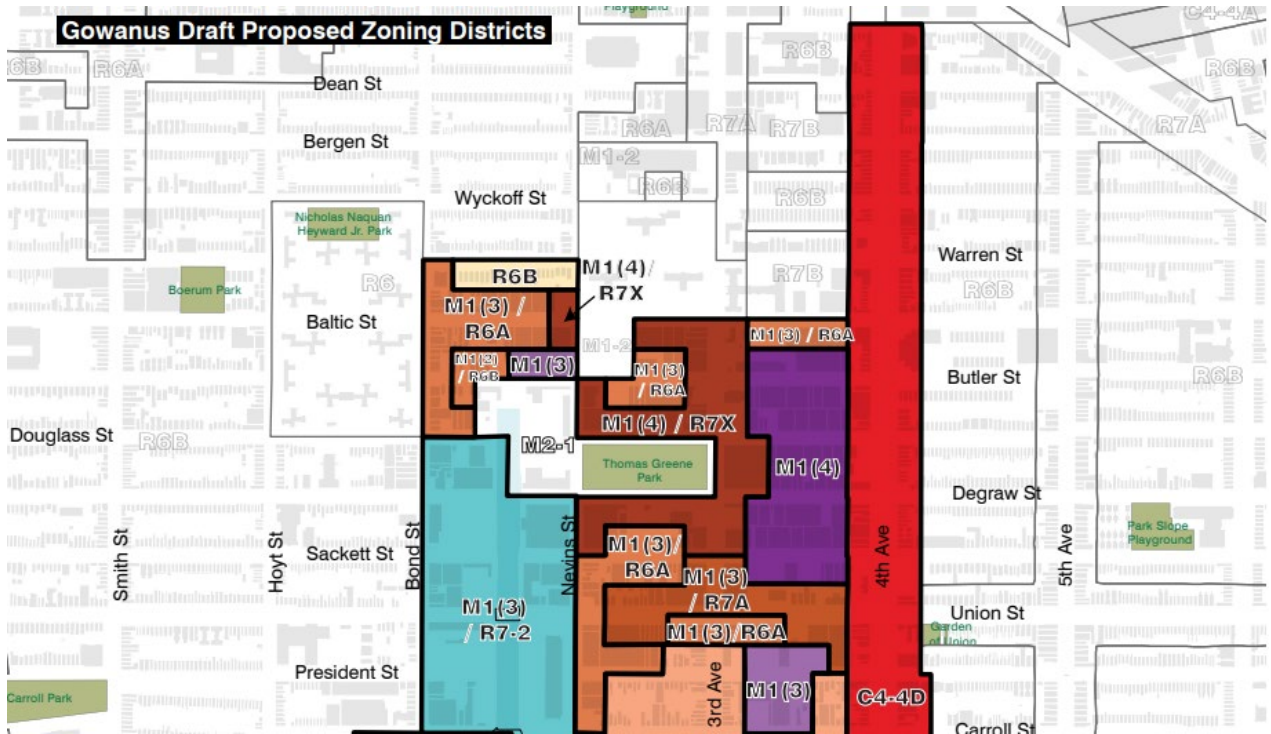 Playground
Gowanus Draft Proposed Zoning Districts
C4-4A
R6B
R6B
R6A
R6B
Dean St
R6A
R7A
R7B
R7A
Bergen St
M1-2
R6B
Wyckoff St
R6B
Nicholas Naquan
Heyward Jr. Park
Warren St
R6B
M1(4)/
R7X
R7B
R6B
R6
Boerum Park
M1(3) /
R6A
Baltic St
M1-2
M1(3) / R6A
M1(2)
/ R6B
M1(3)
M1(3)
/ R6A
Butler St
R6B
M1(4) / R7X
Douglass St
R6B
M2-1
Thomas Greene
Park
M1(4)
Degraw St
Park Slope
Playground
Smith St
Hoyt St
Sackett St
Bond St
Nevins St
M1(3)/
R6A
4th Ave
5th Ave
M1(3)
/ R7A
M1(3)
/ R7-2
Union St
M1(3)/R6A
Garden
of Union
President St
3rd Ave
M1(3)
C4-4D
Carroll Park
Carroll St